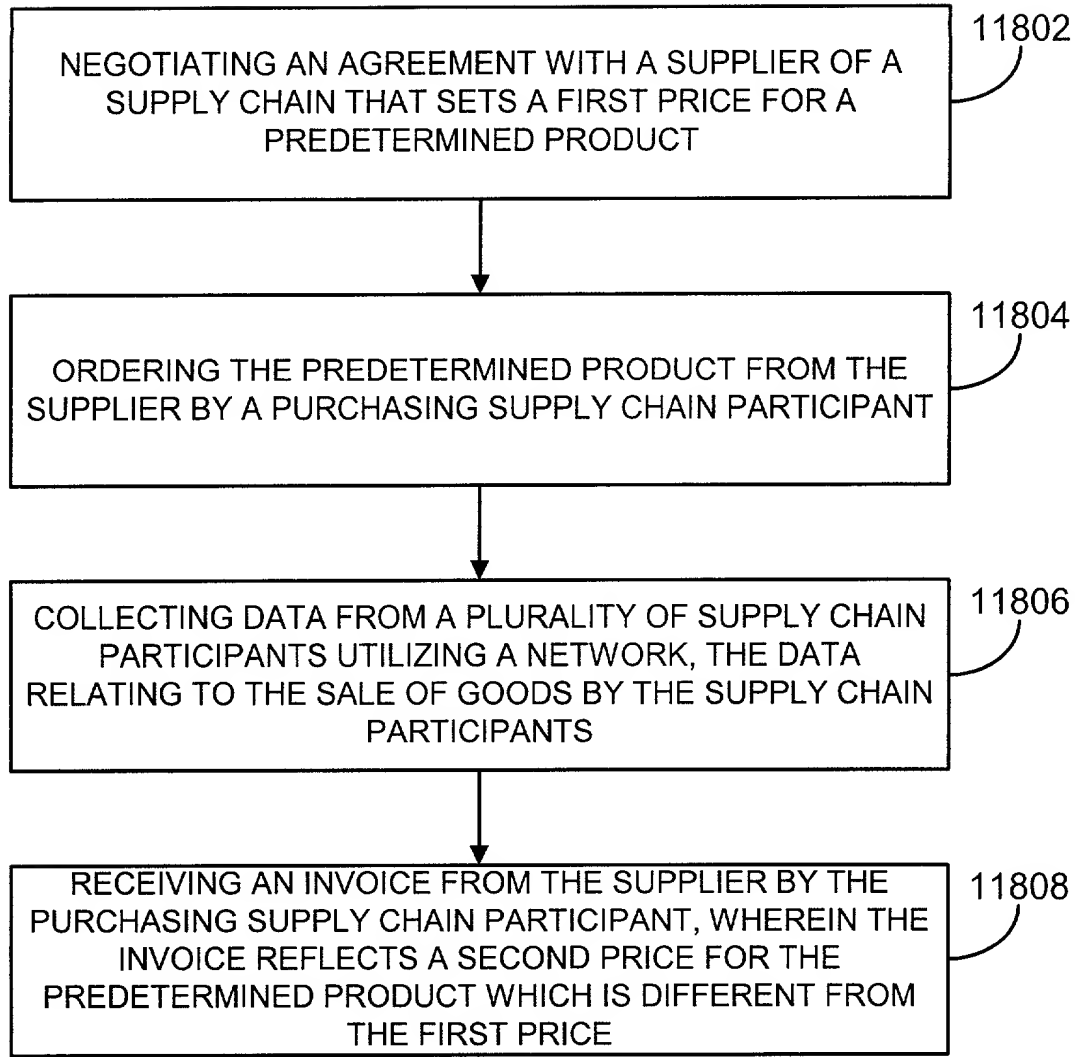 11802
NEGOTIATING AN AGREEMENT WITH A SUPPLIER OF A
SUPPLY CHAIN THAT SETS A FIRST PRICE FOR A
PREDETERMINED PRODUCT
11804
ORDERING THE PREDETERMINED PRODUCT FROM THE
SUPPLIER BY A PURCHASING SUPPLY CHAIN PARTICIPANT
11806
COLLECTING DATA FROM A PLURALITY OF SUPPLY CHAIN
PARTICIPANTS UTILIZING A NETWORK, THE DATA
RELATING TO THE SALE OF GOODS BY THE SUPPLY CHAIN
PARTICIPANTS
11808
RECEIVING AN INVOICE FROM THE SUPPLIER BY THE
PURCHASING SUPPLY CHAIN PARTICIPANT, WHEREIN THE
INVOICE REFLECTS A SECOND PRICE FOR THE
PREDETERMINED PRODUCT WHICH IS DIFFERENT FROM
THE FIRST PRICE